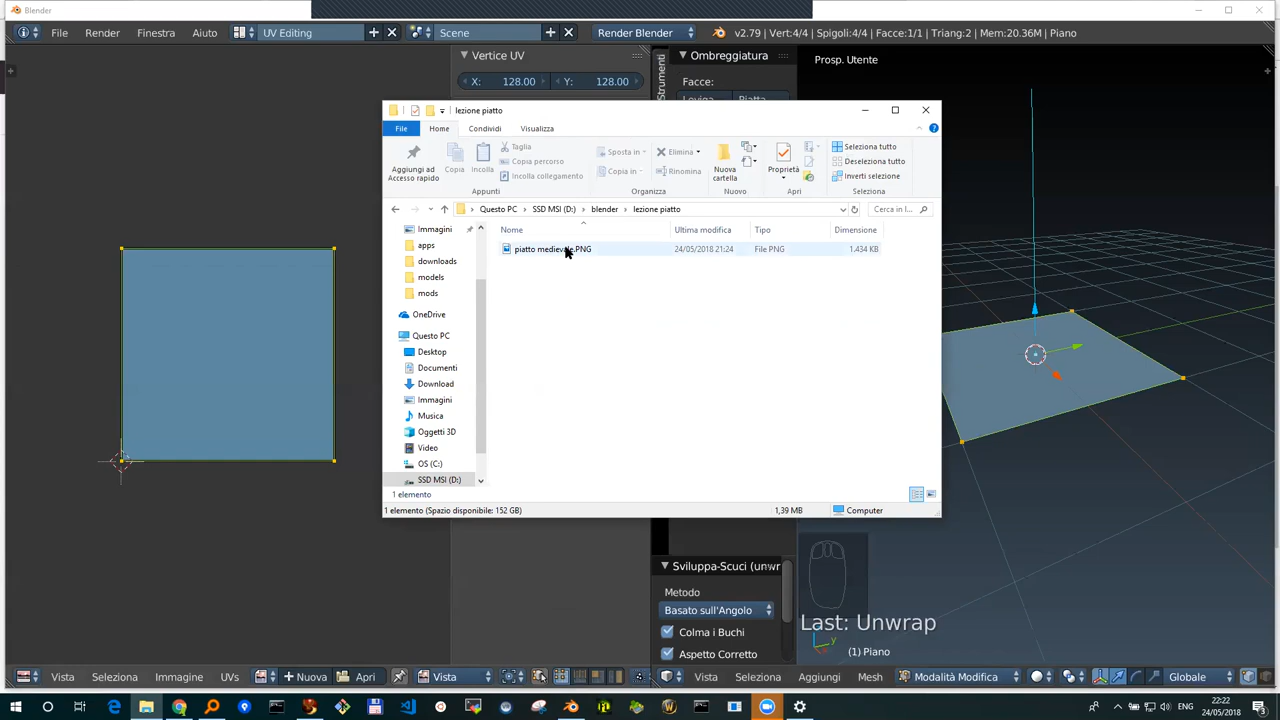 Blender
File Render Finestra Aiuto
UV Editing
Scene
Render Blender
v2.79 | Vert:4/4 | Spigoli:4/4 | Facce:1/1 | Triang:2 | Mem:20.36M | Piano
Vertice UV
X: 128.00 Y: 128.00
Strumenti
Ombreggiatura
Facce:
Leviga Piatta
Prosp. Utente
lezione piatto
File Home Condividi Visualizza
Aggiungi ad
Accesso rapido
Copia
Incolla
Taglia
Copia percorso
Incolla collegamento
Appunti
Sposta in
Copia in
Elimina
Rinomina
Organizza
Nuova
cartella
Nuovo
Proprietà
Apri
Seleziona tutto
Deseleziona tutto
Inverti selezione
Seleziona
Questo PC > SSD MSI (D:) > blender > lezione piatto
Cerca in l...
Nome Ultima modifica Tipo Dimensione
piatto medievale.PNG 24/05/2018 21:24 File PNG 1.434 KB
Immagini
apps
downloads
models
mods
OneDrive
Questo PC
Desktop
Documenti
Download
Immagini
Musica
Oggetti 3D
Video
OS (C:)
SSD MSI (D:)
1 elemento
1 elemento (Spazio disponibile: 152 GB) 1,39 MB Computer
Sviluppa-Scuci (unwr
Metodo
Basato sull'Angolo
Colma i Buchi
Aspetto Corretto
Last: Unwrap
y
(1) Piano
Vista Seleziona Immagine UVs Nuova Apri Vista
Vista Seleziona Aggiungi Mesh Modalità Modifica Globale
ENG
22:22
24/05/2018
3